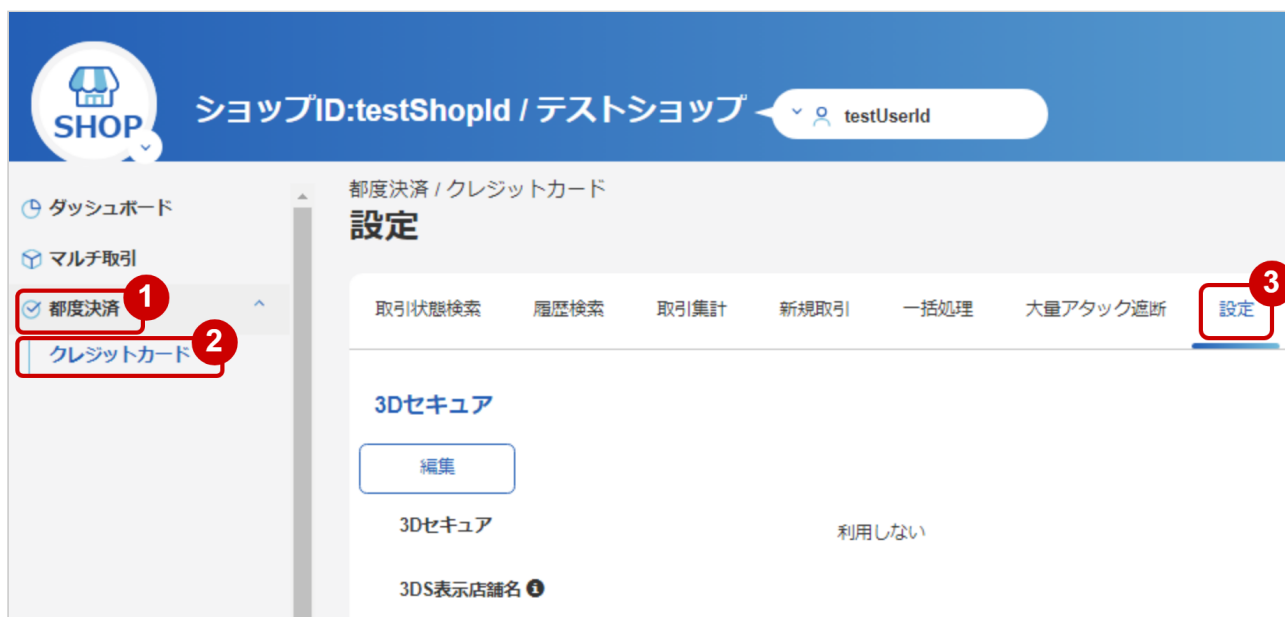 SHOP
ショップID:testShopId / テストショップ
testUserId
ダッシュボード
マルチ取引
都度決済
1
クレジットカード
2
都度決済 / クレジットカード
設定
取引状態検索 履歴検索 取引集計 新規取引 一括処理 大量アタック遮断 設定
3
3Dセキュア
編集
3Dセキュア 利用しない
3DS表示店舗名